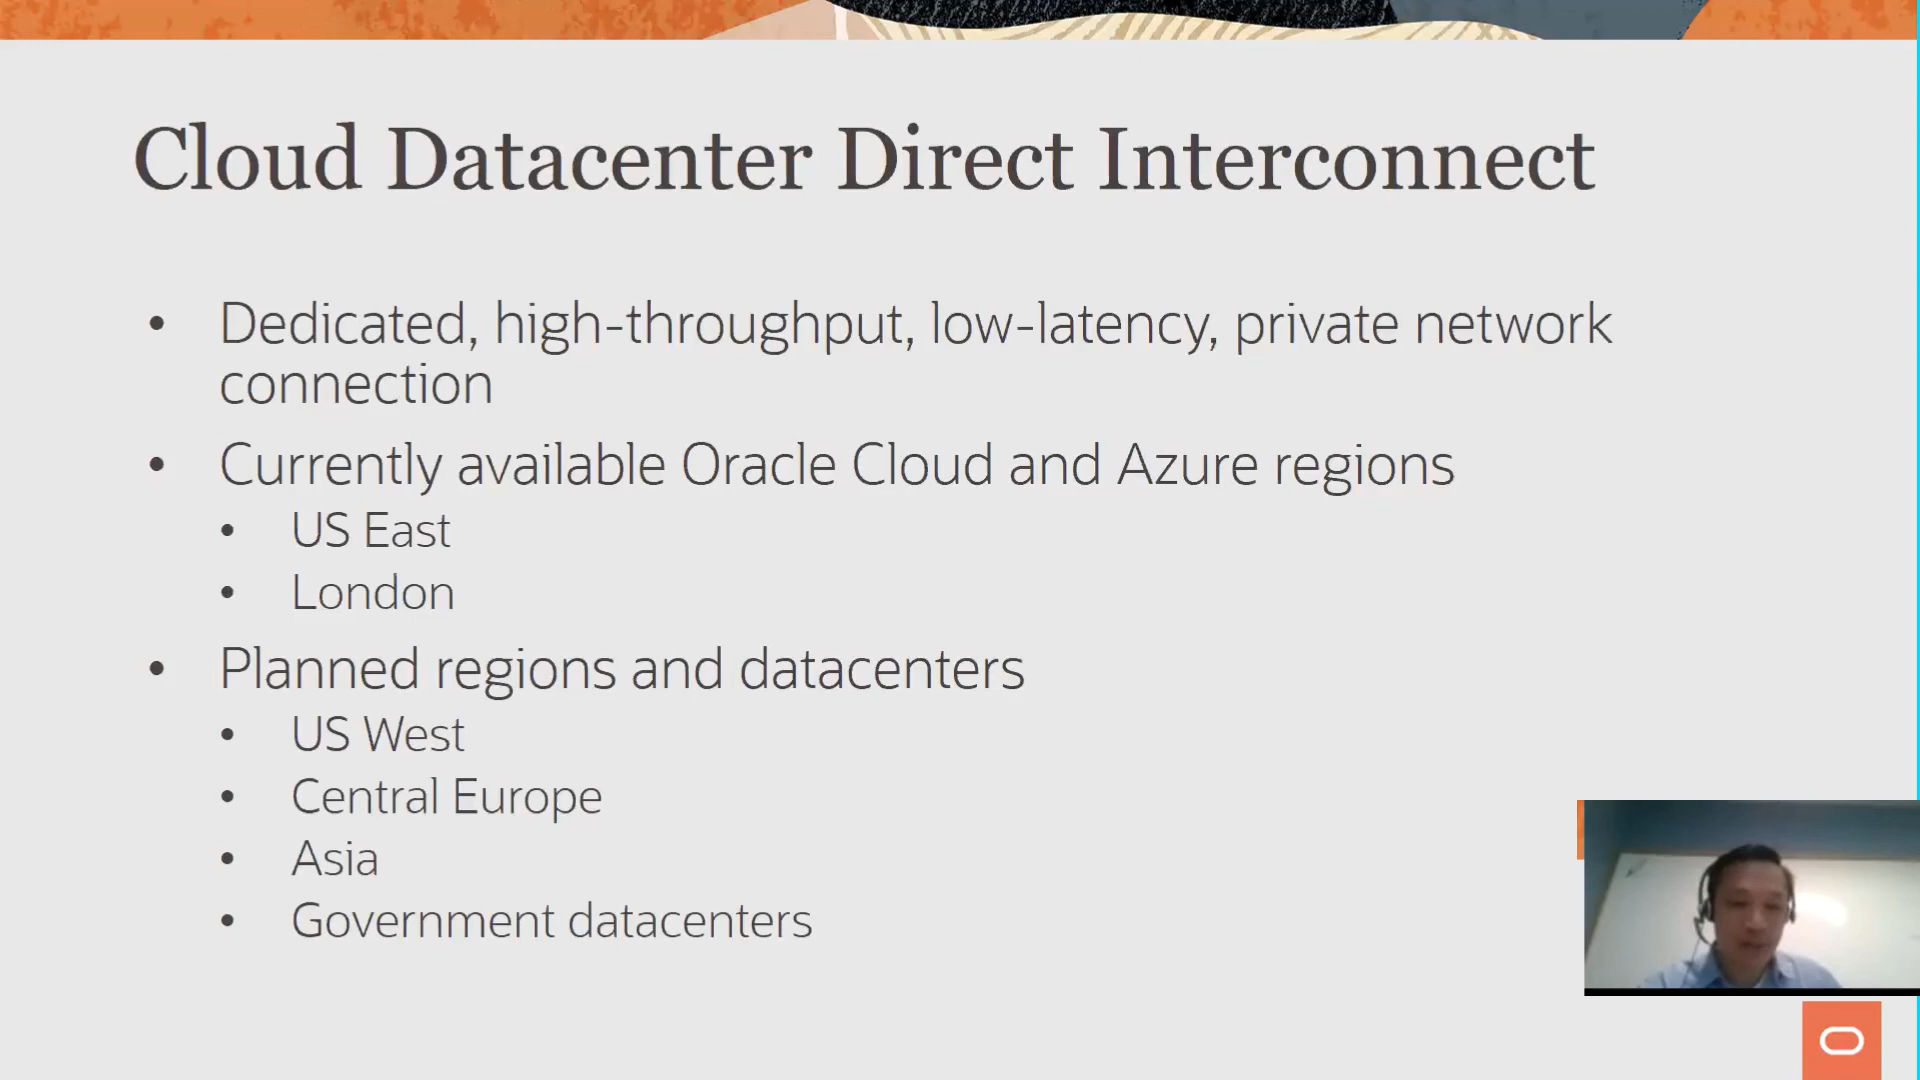 Cloud Datacenter Direct Interconnect
• Dedicated, high-throughput, low-latency, private network
connection
• Currently available Oracle Cloud and Azure regions
• US East
• London
• Planned regions and datacenters
• US West
• Central Europe
• Asia
• Government datacenters